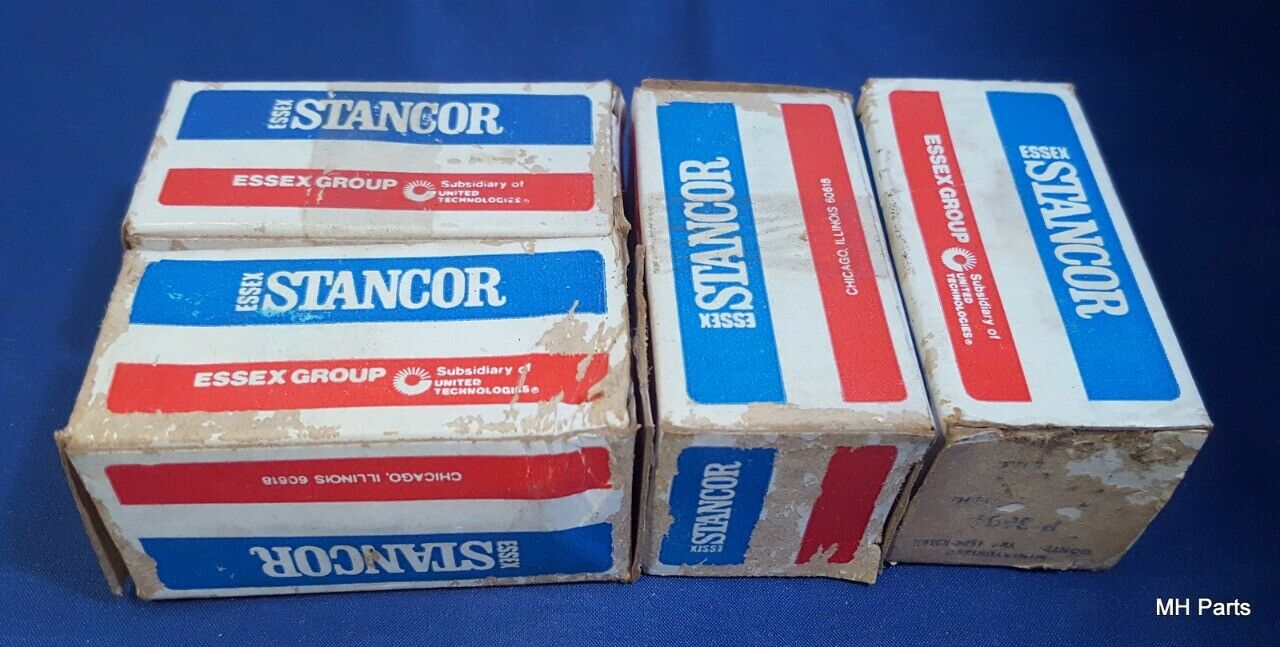 ESSEX STANCOR
ESSEX GROUP Subsidiary of
UNITED
TECHNOLOGIES®
ESSEX STANCOR
ESSEX GROUP Subsidiary of
UNITED
TECHNOLOGIES®
CHICAGO, ILLINOIS 60618
ESSEX STANCOR
ESSEX STANCOR
CHICAGO, ILLINOIS 60618
ESSEX STANCOR
ESSEX STANCOR
ESSEX GROUP Subsidiary of
UNITED
TECHNOLOGIES®
MH Parts